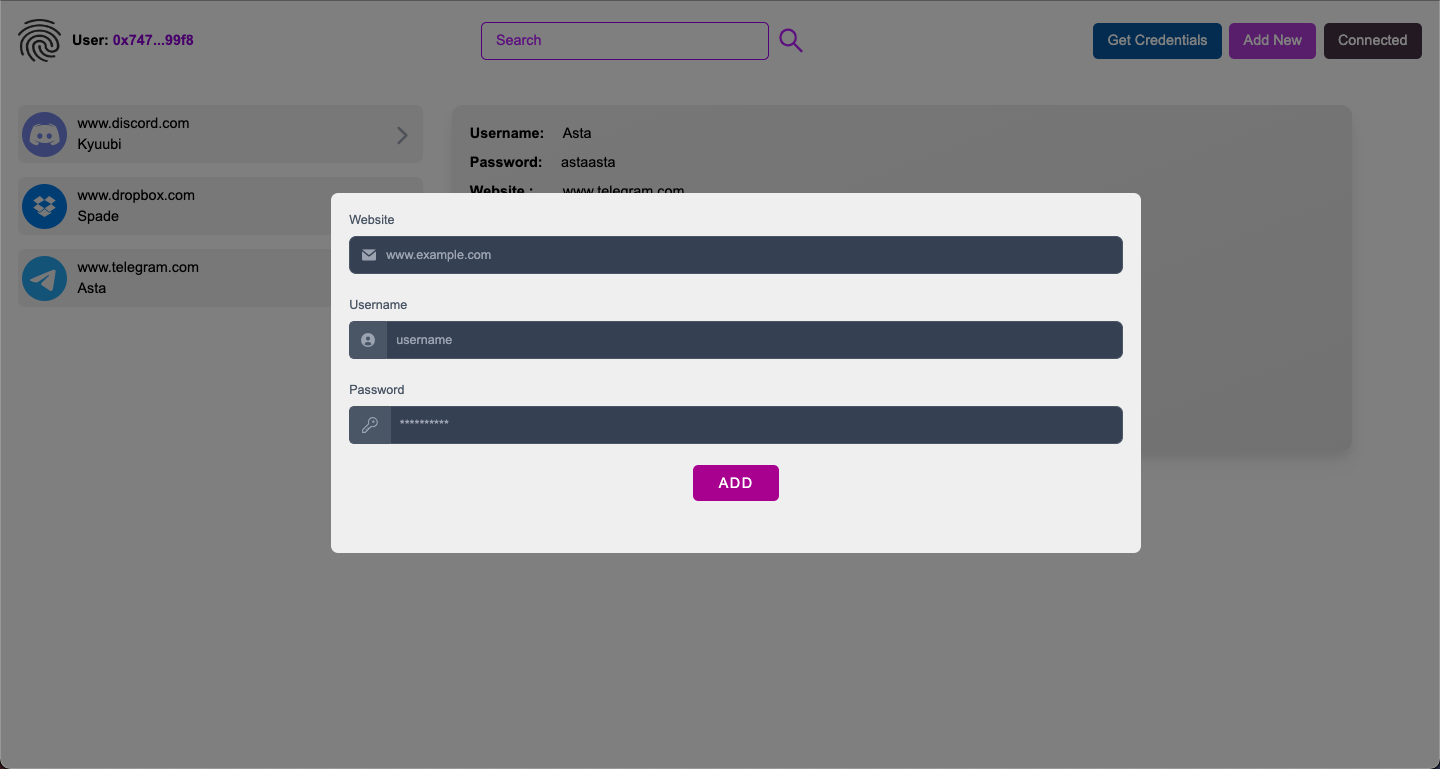 User: 0x747...99f8
Search
Get Credentials
Add New
Connected
www.discord.com
Kyuubi
www.dropbox.com
Spade
www.telegram.com
Asta
Username: Asta
Password: astaasta
Website : www.telegram.com
Website
www.example.com
Username
username
Password
**********
ADD